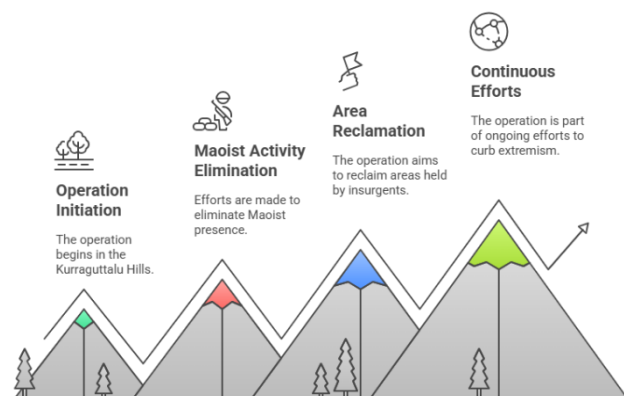 Operation
Initiation
The operation
begins in the
Kurraguttalu Hills.
Maoist Activity
Elimination
Efforts are made to
eliminate Maoist
presence.
Area
Reclamation
The operation aims
to reclaim areas held
by insurgents.
Continuous
Efforts
The operation is part
of ongoing efforts to
curb extremism.